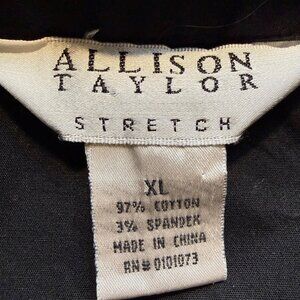 ALLISON
TAYLOR
STRETCH
XL
97% COTTON
3% SPANDEX
MADE IN CHINA
RN# 0101073